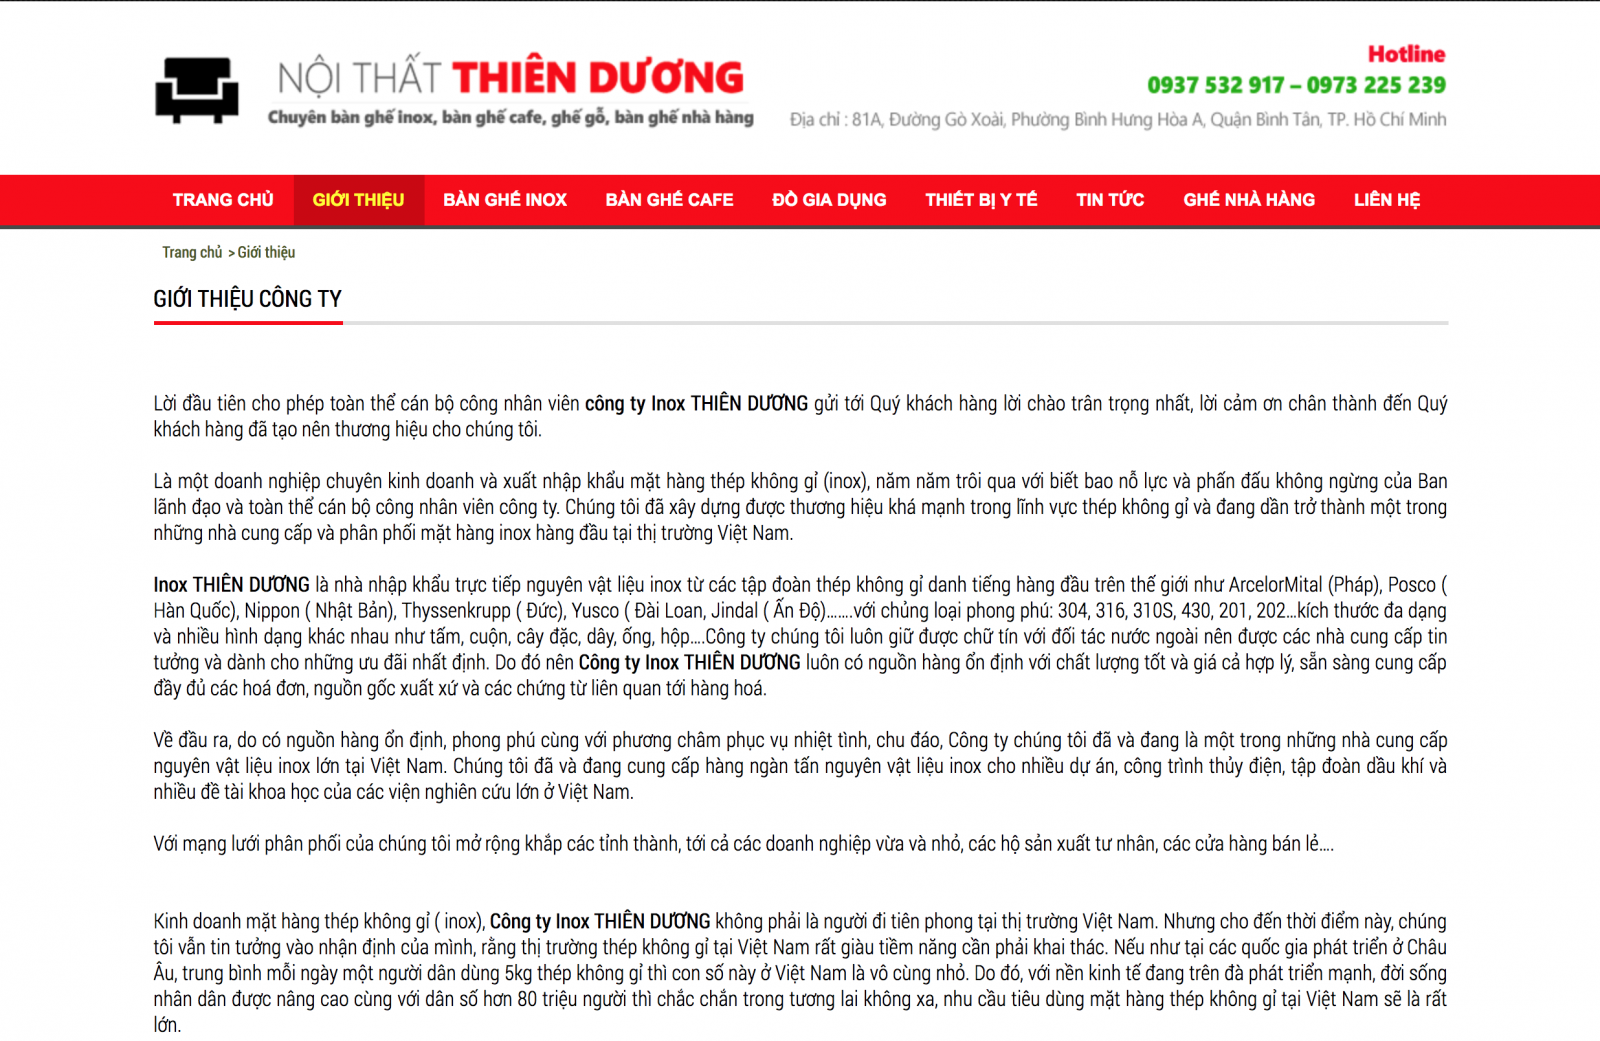 NỘI THẤT THIÊN DƯƠNG
Chuyên bàn ghế inox, bàn ghế cafe, ghế gỗ, bàn ghế nhà hàng
Hotline
0937 532 917 – 0973 225 239
Địa chỉ : 81A, Đường Gò Xoài, Phường Bình Hưng Hòa A, Quận Bình Tân, TP. Hồ Chí Minh
TRANG CHỦ GIỚI THIỆU BÀN GHẾ INOX BÀN GHẾ CAFE ĐỒ GIA DỤNG THIẾT BỊ Y TẾ TIN TỨC GHẾ NHÀ HÀNG LIÊN HỆ
Trang chủ > Giới thiệu
GIỚI THIỆU CÔNG TY
Lời đầu tiên cho phép toàn thể cán bộ công nhân viên công ty Inox THIÊN DƯƠNG gửi tới Quý khách hàng lời chào trân trọng nhất, lời cảm ơn chân thành đến Quý
khách hàng đã tạo nên thương hiệu cho chúng tôi.
Là một doanh nghiệp chuyên kinh doanh và xuất nhập khẩu mặt hàng thép không gỉ (inox), năm năm trôi qua với biết bao nỗ lực và phấn đấu không ngừng của Ban
lãnh đạo và toàn thể cán bộ công nhân viên công ty. Chúng tôi đã xây dựng được thương hiệu khá mạnh trong lĩnh vực thép không gỉ và đang dần trở thành một trong
những nhà cung cấp và phân phối mặt hàng inox hàng đầu tại thị trường Việt Nam.
Inox THIÊN DƯƠNG là nhà nhập khẩu trực tiếp nguyên vật liệu inox từ các tập đoàn thép không gỉ danh tiếng hàng đầu trên thế giới như ArcelorMital (Pháp), Posco (
Hàn Quốc), Nippon ( Nhật Bản), Thyssenkrupp ( Đức), Yusco ( Đài Loan, Jindal ( Ấn Độ).......với chủng loại phong phú: 304, 316, 310S, 430, 201, 202...kích thước đa dạng
và nhiều hình dạng khác nhau như tấm, cuộn, cây đặc, dây, ống, hộp....Công ty chúng tôi luôn giữ được chữ tín với đối tác nước ngoài nên được các nhà cung cấp tin
tưởng và dành cho những ưu đãi nhất định. Do đó nên Công ty Inox THIÊN DƯƠNG luôn có nguồn hàng ổn định với chất lượng tốt và giá cả hợp lý, sẵn sàng cung cấp
đầy đủ các hoá đơn, nguồn gốc xuất xứ và các chứng từ liên quan tới hàng hoá.
Về đầu ra, do có nguồn hàng ổn định, phong phú cùng với phương châm phục vụ nhiệt tình, chu đáo, Công ty chúng tôi đã và đang là một trong những nhà cung cấp
nguyên vật liệu inox lớn tại Việt Nam. Chúng tôi đã và đang cung cấp hàng ngàn tấn nguyên vật liệu inox cho nhiều dự án, công trình thủy điện, tập đoàn dầu khí và
nhiều đề tài khoa học của các viện nghiên cứu lớn ở Việt Nam.
Với mạng lưới phân phối của chúng tôi mở rộng khắp các tỉnh thành, tới cả các doanh nghiệp vừa và nhỏ, các hộ sản xuất tư nhân, các cửa hàng bán lẻ....
Kinh doanh mặt hàng thép không gỉ ( inox), Công ty Inox THIÊN DƯƠNG không phải là người đi tiên phong tại thị trường Việt Nam. Nhưng cho đến thời điểm này, chúng
tôi vẫn tin tưởng vào nhận định của mình, rằng thị trường thép không gỉ tại Việt Nam rất giàu tiềm năng cần phải khai thác. Nếu như tại các quốc gia phát triển ở Châu
Âu, trung bình mỗi ngày một người dân dùng 5kg thép không gỉ thì con số này ở Việt Nam là vô cùng nhỏ. Do đó, với nền kinh tế đang trên đà phát triển mạnh, đời sống
nhân dân được nâng cao cùng với dân số hơn 80 triệu người thì chắc chắn trong tương lai không xa, nhu cầu tiêu dùng mặt hàng thép không gỉ tại Việt Nam sẽ là rất
lớn.